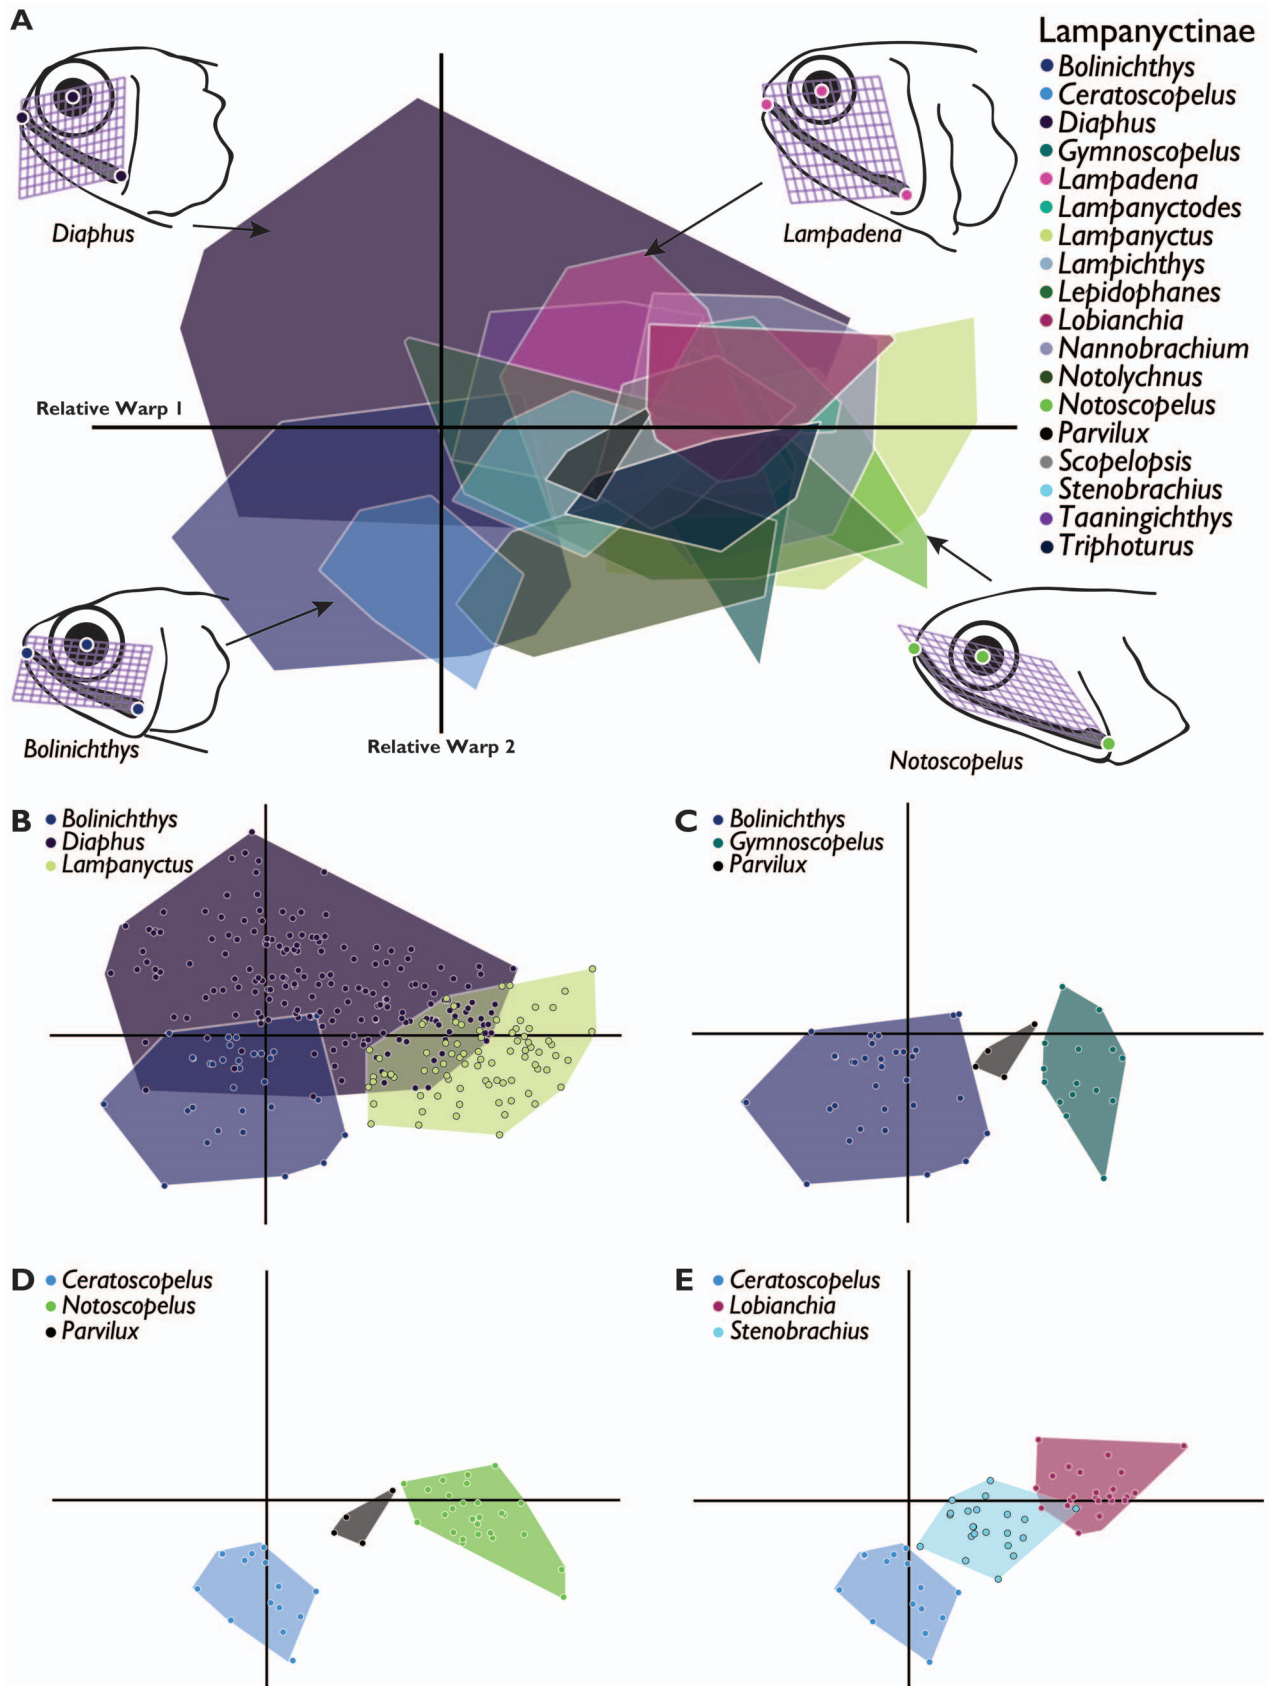 A
Lampanyctinae
Bolinichthys
Ceratoscopelus
Diaphus
Gymnoscopelus
Lampadena
Lampanyctodes
Lampanyctus
Lampichthys
Lepidophanes
Lobianchia
Nannobrachium
Notolychnus
Notoscopelus
Parvilux
Scopelopsis
Stenobrachius
Taaningichthys
Triphoturus
Diaphus
Lampadena
Relative Warp 1
Relative Warp 2
Bolinichthys
Notoscopelus
B
Bolinichthys
Diaphus
Lampanyctus
C
Bolinichthys
Gymnoscopelus
Parvilux
D
Ceratoscopelus
Notoscopelus
Parvilux
E
Ceratoscopelus
Lobianchia
Stenobrachius